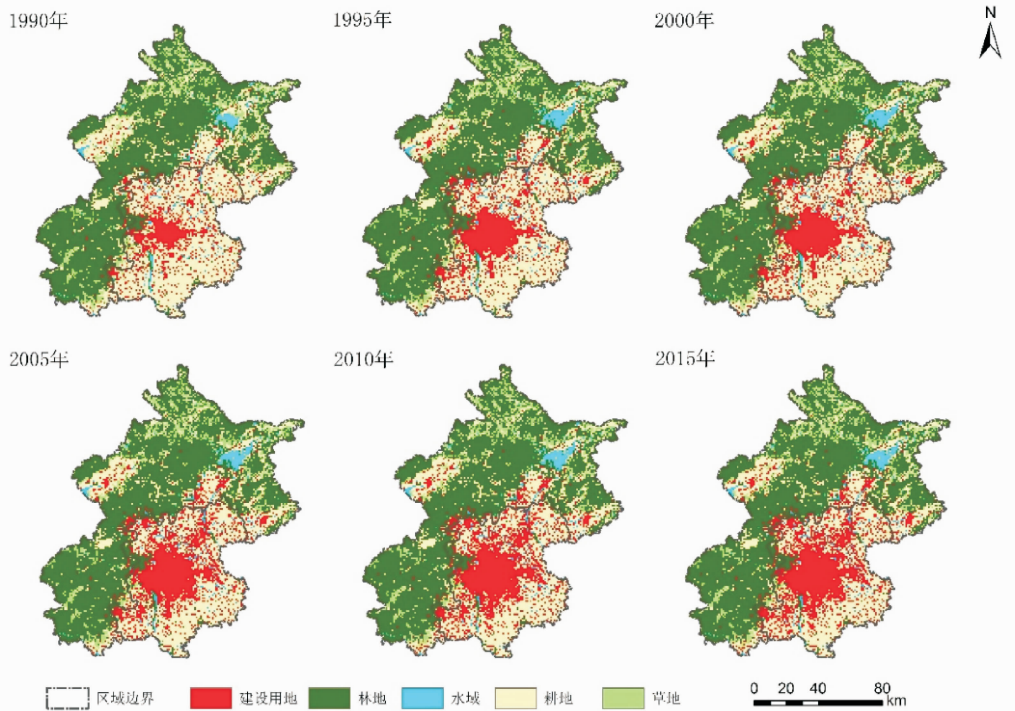 1990年
1995年
2000年
N
2005年
2010年
2015年
区域边界
建设用地
林地
水域
耕地
草地
0 20 40 80
km